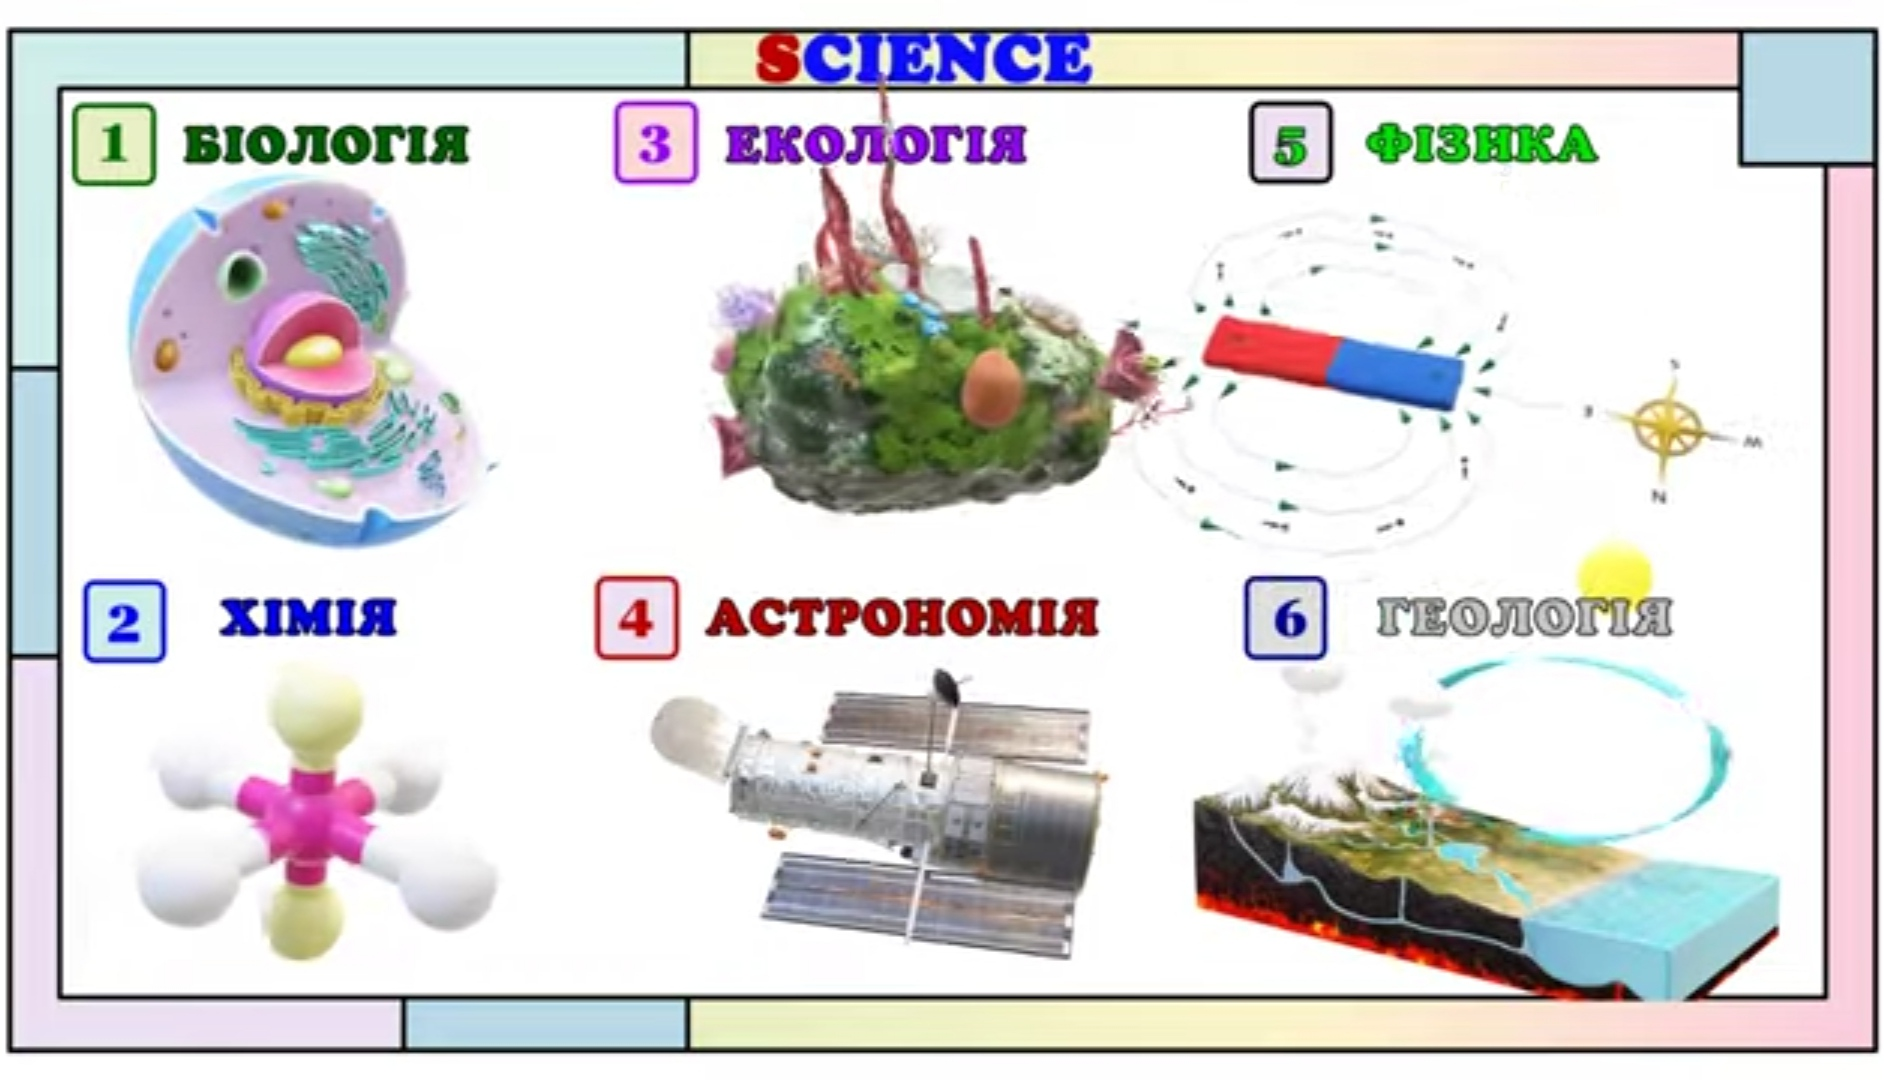 SCIENCE
1 БІОЛОГІЯ
3 ЕКОЛОГІЯ
5 ФІЗИКА
S
E
W
N
2 ХІМІЯ
4 АСТРОНОМІЯ
6 ГЕОЛОГІЯ